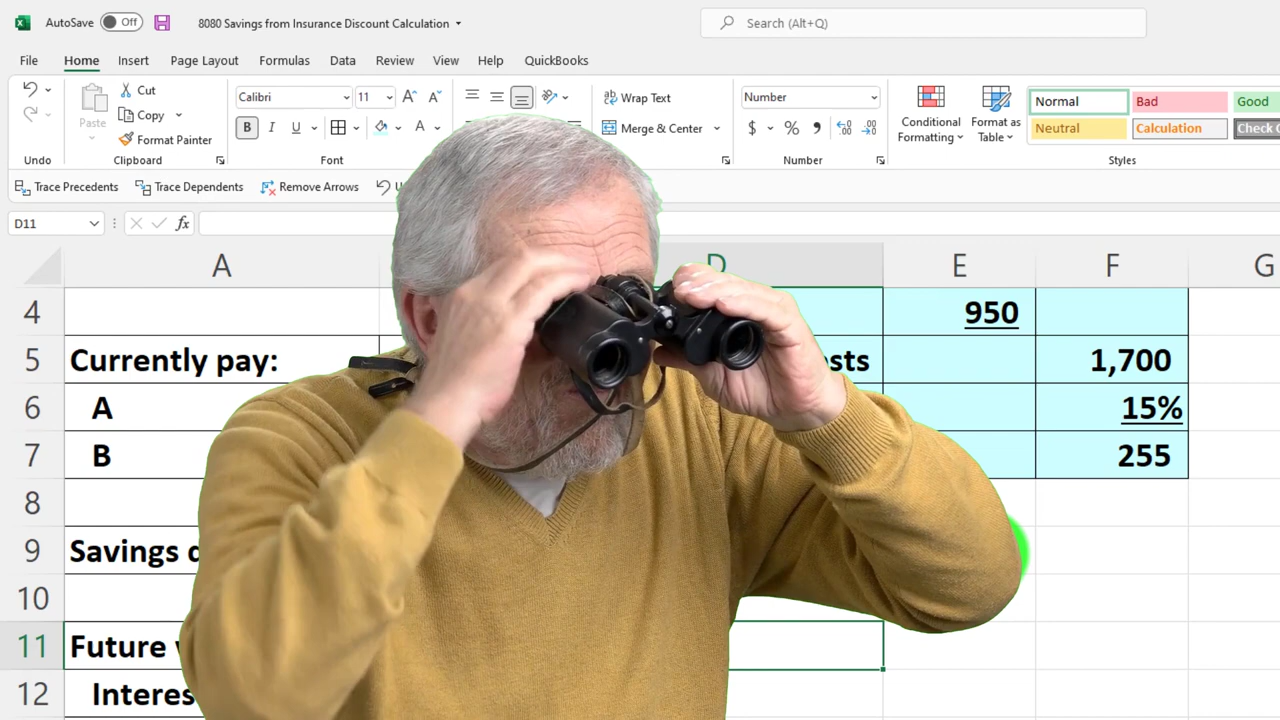 AutoSave Off 8080 Savings from Insurance Discount Calculation Search (Alt+Q)
File Home Insert Page Layout Formulas Data Review View Help QuickBooks
Paste Cut Copy Format Painter
Calibri 11
B I U A
Wrap Text
Merge & Center
Number
$ % ,
Conditional Formatting
Format as Table
Normal Bad Good
Neutral Calculation
Undo Clipboard Font Number Styles
Trace Precedents Trace Dependents Remove Arrows
D11 fx
A D E F G
4 950
5 Currently pay: 1,700
6 A 15%
7 B 255
8
9 Savings
10
11 Future
12